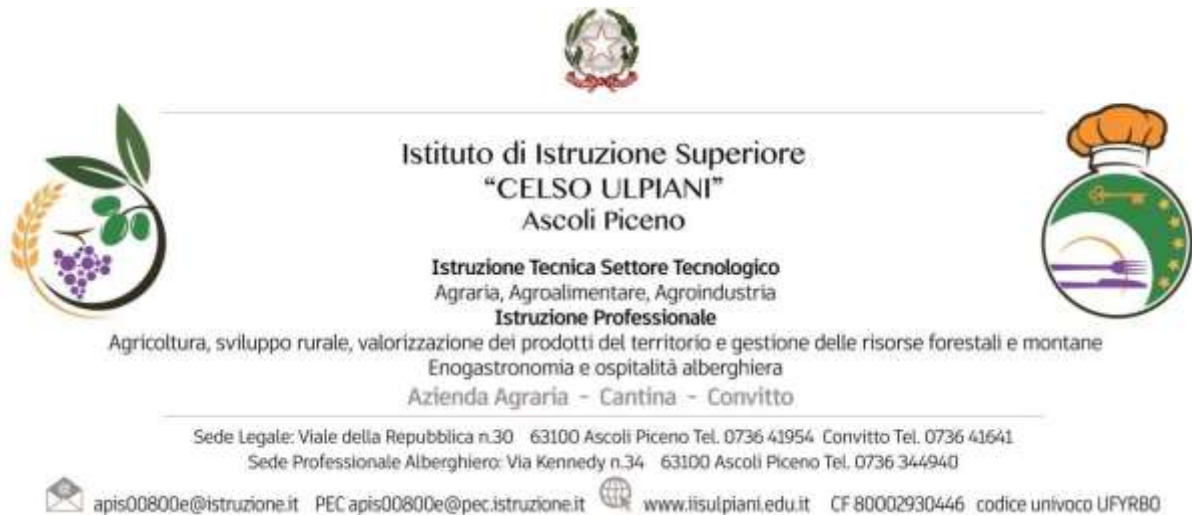 Istituto di Istruzione Superiore
“CELSO ULPIANI”
Ascoli Piceno
Istruzione Tecnica Settore Tecnologico
Agraria, Agroalimentare, Agroindustria
Istruzione Professionale
Agricoltura, sviluppo rurale, valorizzazione dei prodotti del territorio e gestione delle risorse forestali e montane
Enogastronomia e ospitalità alberghiera
Azienda Agraria - Cantina - Convitto
Sede Legale: Viale della Repubblica n.30 63100 Ascoli Piceno Tel. 0736 41954 Convitto Tel. 0736 41641
Sede Professionale Alberghiero: Via Kennedy n.34 63100 Ascoli Piceno Tel. 0736 344940
apis00800e@istruzione.it PEC apis00800e@pec.istruzione.it www.iisulpiani.edu.it CF 80002930446 codice univoco UFYRB0